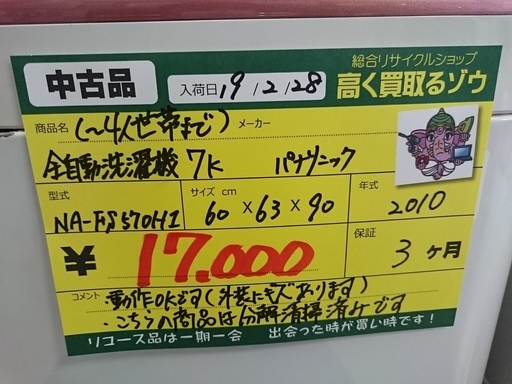 中古品
入荷日 19/2/28
総合リサイクルショップ
高く買取るゾウ
商品名 (~4人世帯まで) メーカー
全自動洗濯機 7K パナソニック
型式 サイズ cm 年式
NA-FS570H1 60 × 63 × 90 2010
¥ 17,000
保証
3 ヶ月
コメント ・動作OKです(外装にキズあります)
・こちらの商品は分解清掃済みです
リユース品は一期一会 出会った時が買い時です!